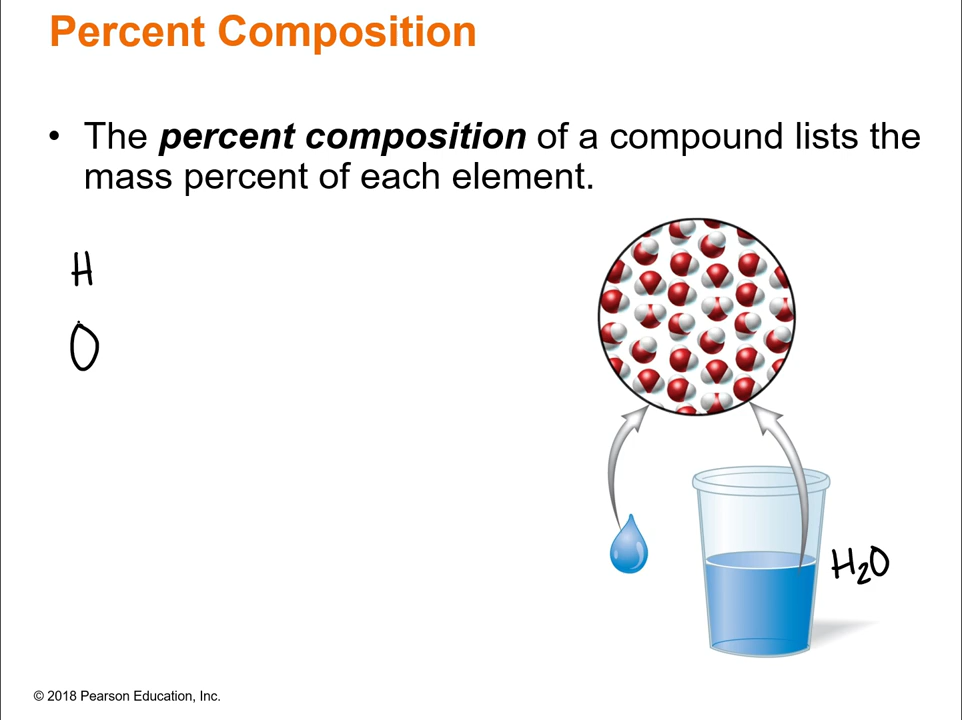 Percent Composition
• The percent composition of a compound lists the
mass percent of each element.
H
O
H₂O
© 2018 Pearson Education, Inc.